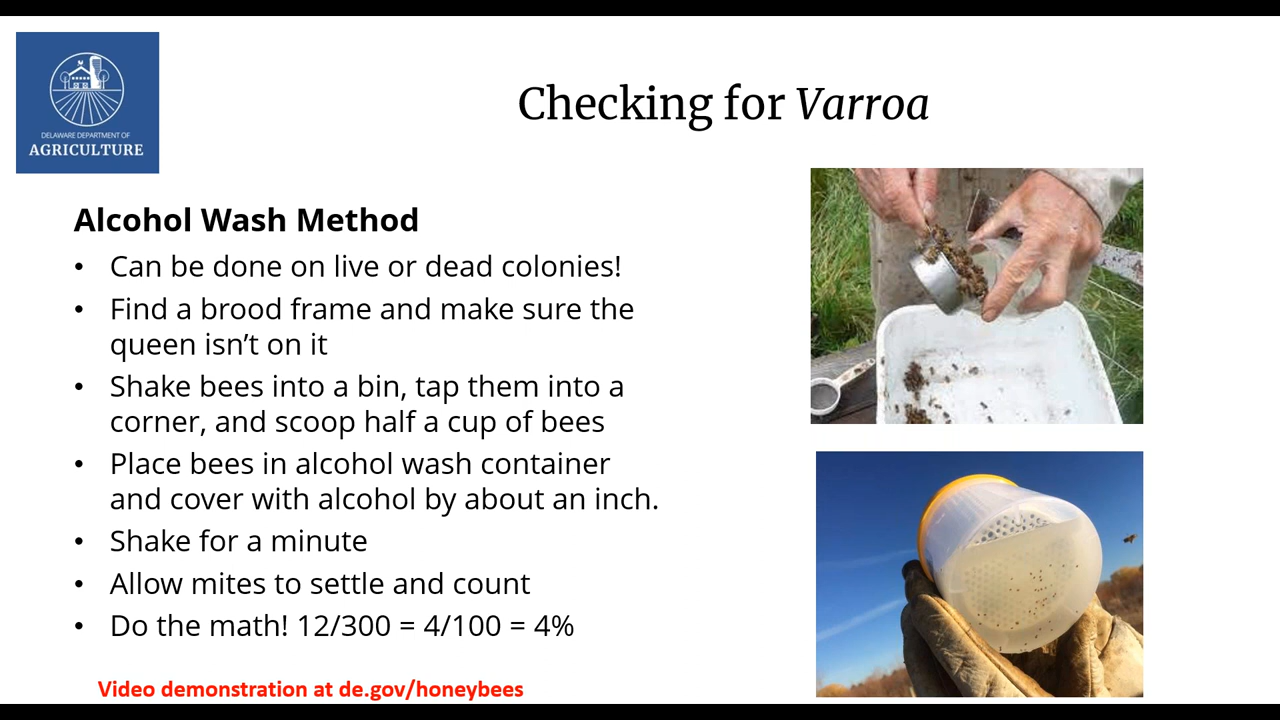 DELAWARE DEPARTMENT OF
AGRICULTURE
Checking for Varroa
Alcohol Wash Method
• Can be done on live or dead colonies!
• Find a brood frame and make sure the
queen isn’t on it
• Shake bees into a bin, tap them into a
corner, and scoop half a cup of bees
• Place bees in alcohol wash container
and cover with alcohol by about an inch.
• Shake for a minute
• Allow mites to settle and count
• Do the math! 12/300 = 4/100 = 4%
Video demonstration at de.gov/honeybees